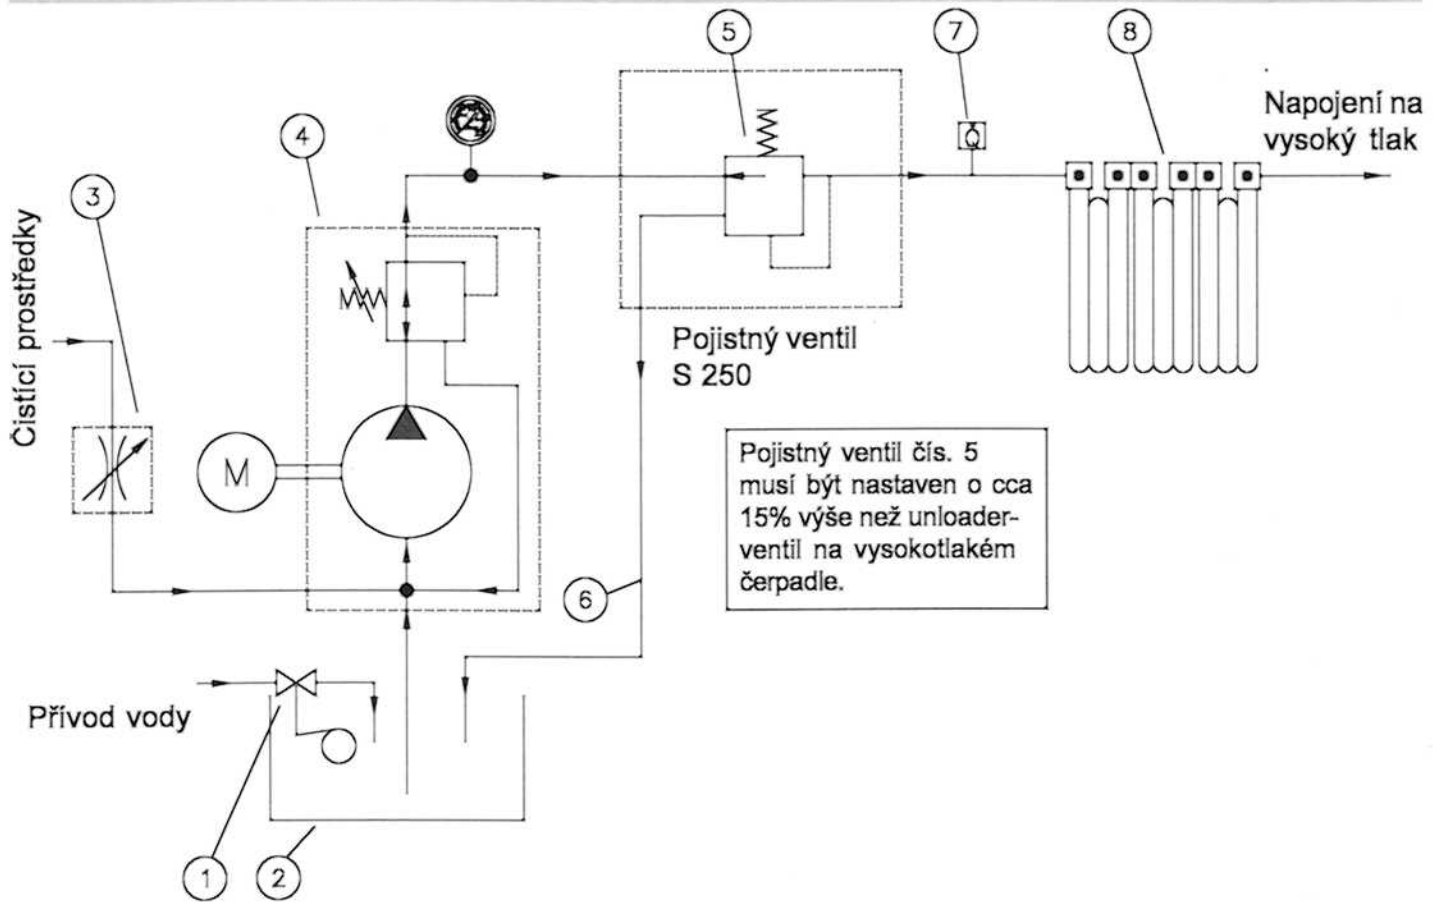 5
7
8
Napojení na
vysoký tlak
4
3
Čistící prostředky
Q
Pojistný ventil
S 250
M
Pojistný ventil čís. 5
musí být nastaven o cca
15% výše než unloader-
ventil na vysokotlakém
čerpadle.
6
Přívod vody
1
2